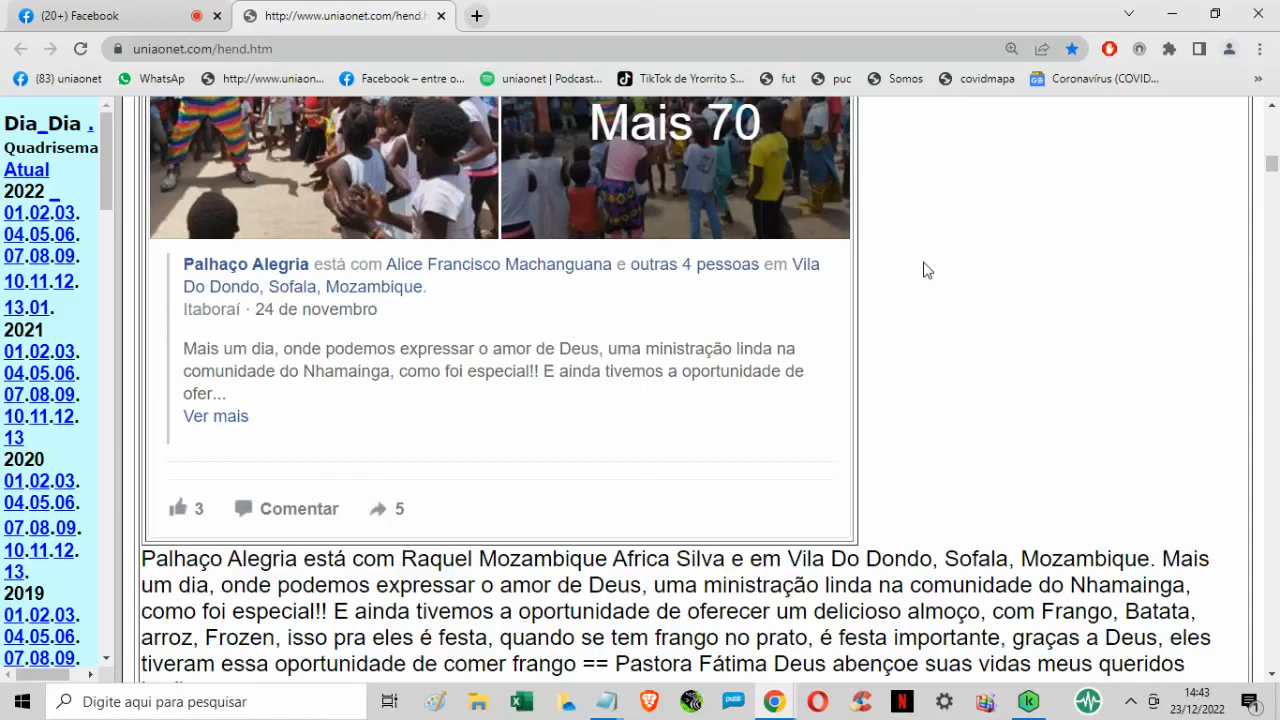 (20+) Facebook
http://www.uniaonet.com/hend.h
uniaonet.com/hend.htm
(83) uniaonet
WhatsApp
http://www.uniaon...
Facebook – entre o...
uniaonet | Podcast...
TikTok de Yrorrito S...
fut
puc
Somos
covidmapa
Coronavírus (COVID...
»
Dia_Dia .
Quadrisema
Atual
2022 _
01.02.03.
04.05.06.
07.08.09.
10.11.12.
13.01.
2021
01.02.03.
04.05.06.
07.08.09.
10.11.12.
13
2020
01.02.03.
04.05.06.
07.08.09.
10.11.12.
13.
2019
01.02.03.
04.05.06.
07.08.09.
Mais 70
Palhaço Alegria está com Alice Francisco Machanguana e outras 4 pessoas em Vila
Do Dondo, Sofala, Mozambique.
Itaboraí · 24 de novembro
Mais um dia, onde podemos expressar o amor de Deus, uma ministração linda na
comunidade do Nhamainga, como foi especial!! E ainda tivemos a oportunidade de
ofer...
Ver mais
3 Comentar 5
Palhaço Alegria está com Raquel Mozambique Africa Silva e em Vila Do Dondo, Sofala, Mozambique. Mais
um dia, onde podemos expressar o amor de Deus, uma ministração linda na comunidade do Nhamainga,
como foi especial!! E ainda tivemos a oportunidade de oferecer um delicioso almoço, com Frango, Batata,
arroz, Frozen, isso pra eles é festa, quando se tem frango no prato, é festa importante, graças a Deus, eles
tiveram essa oportunidade de comer frango == Pastora Fátima Deus abençoe suas vidas meus queridos
Digite aqui para pesquisar
14:43
23/12/2022